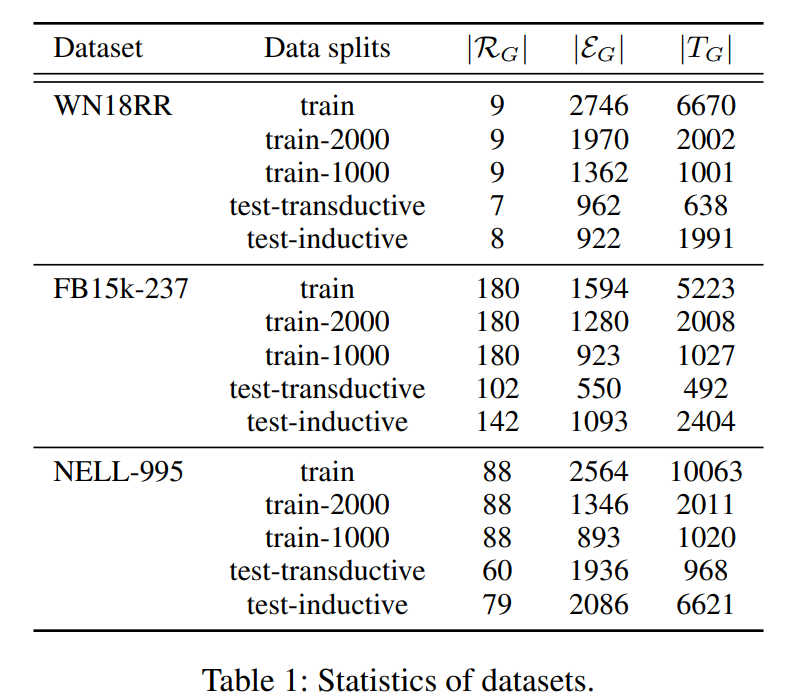 Dataset Data splits |ℛ_G| |ℰ_G| |T_G|
WN18RR train 9 2746 6670
train-2000 9 1970 2002
train-1000 9 1362 1001
test-transductive 7 962 638
test-inductive 8 922 1991
FB15k-237 train 180 1594 5223
train-2000 180 1280 2008
train-1000 180 923 1027
test-transductive 102 550 492
test-inductive 142 1093 2404
NELL-995 train 88 2564 10063
train-2000 88 1346 2011
train-1000 88 893 1020
test-transductive 60 1936 968
test-inductive 79 2086 6621
Table 1: Statistics of datasets.